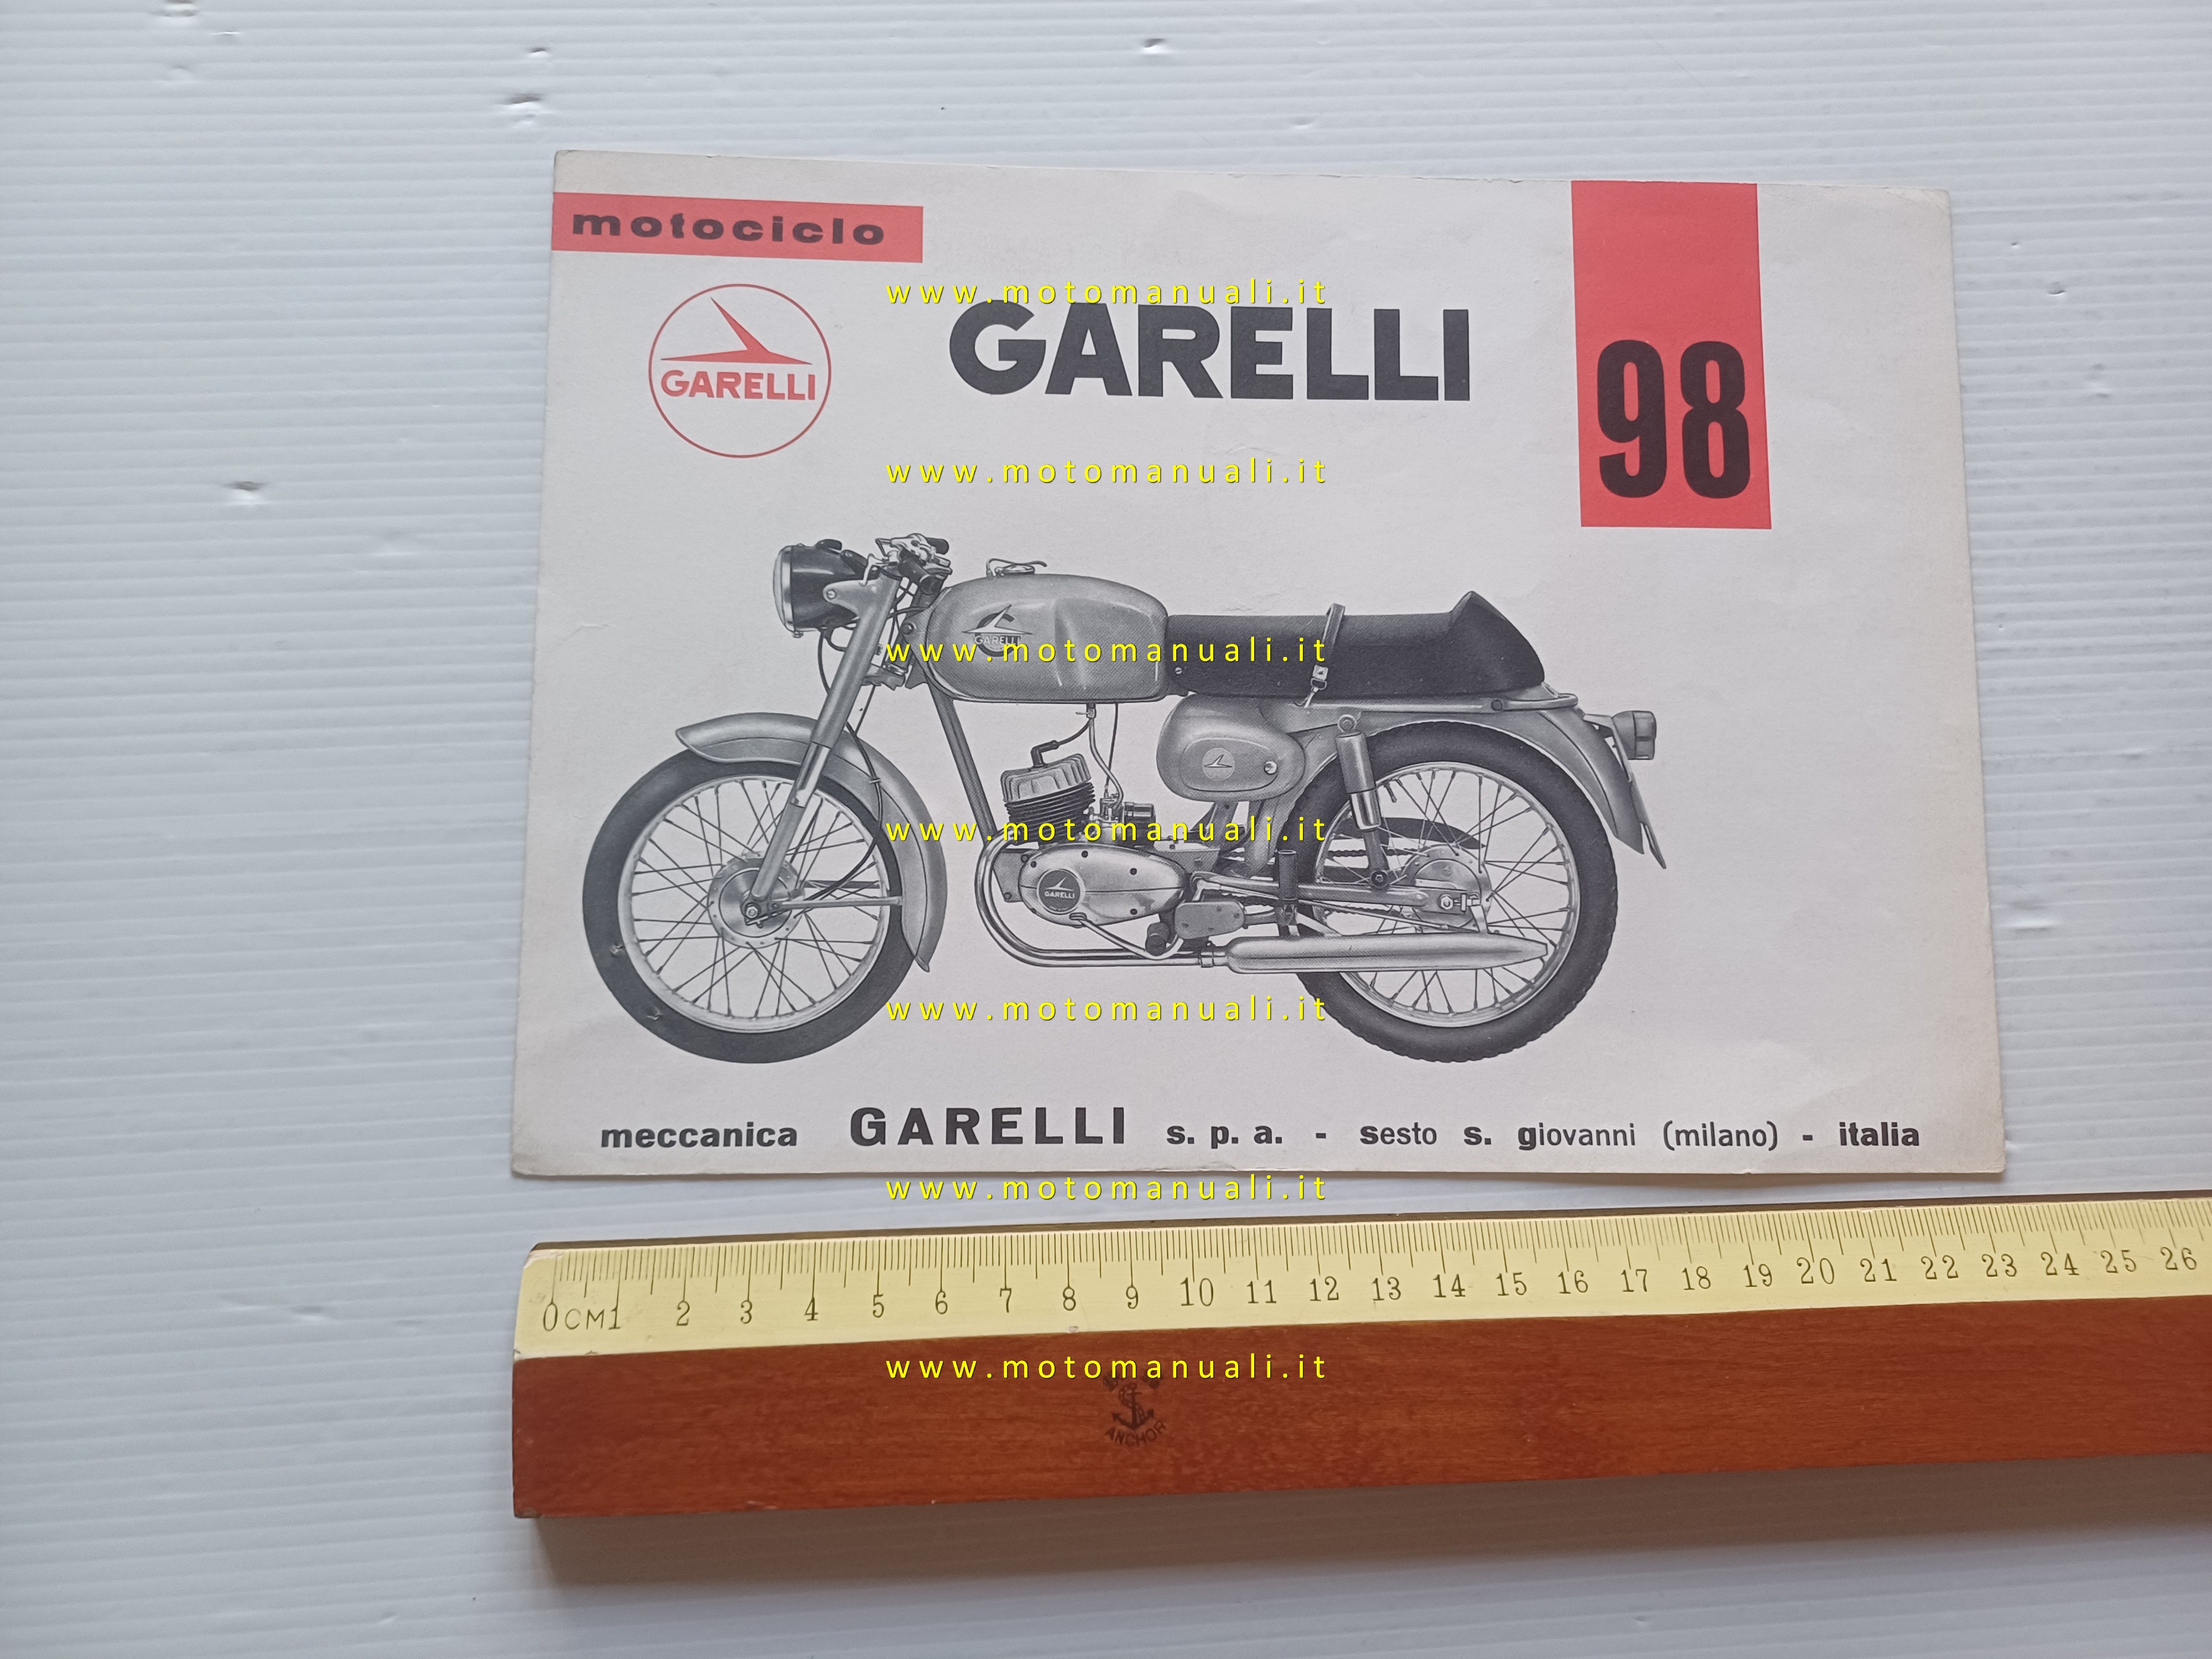 motociclo
98
www.motomanuali.it
GARELLI
GARELLI
www.motomanuali.it
GARELLI
www.motomanuali.it
www.motomanuali.it
GARELLI
www.motomanuali.it
meccanica GARELLI s. p. a. - sesto s. giovanni (milano) - italia
www.motomanuali.it
0CM1 2 3 4 5 6 7 8 9 10 11 12 13 14 15 16 17 18 19 20 21 22 23 24 25 26
www.motomanuali.it
ANCHOR